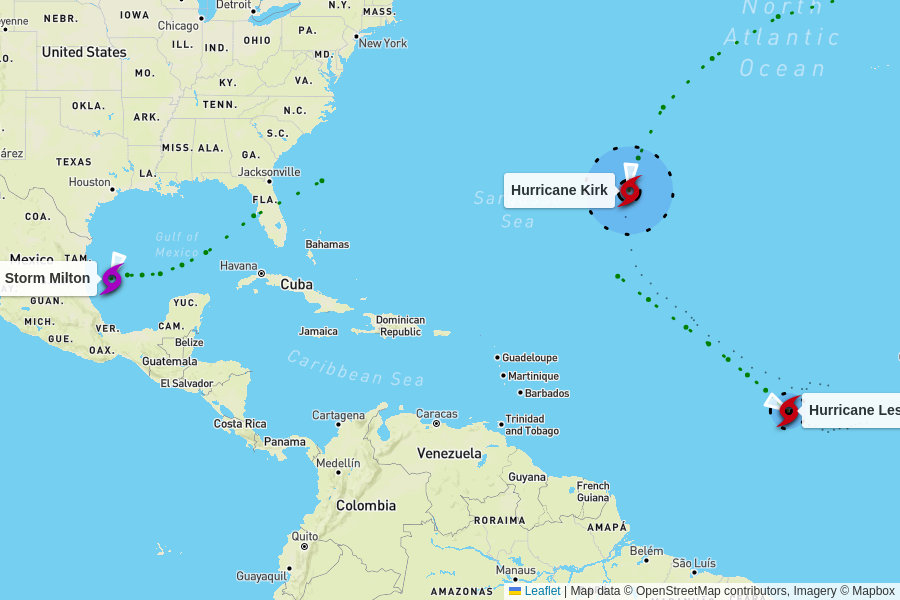 N.Y.
MASS.
Detroit
NEBR.
IOWA
Chicago
North
Atlantic
Ocean
PA.
OHIO
ILL.
IND.
New York
United States
MD.
MO.
KY.
VA.
OKLA.
TENN.
ARK.
N.C.
S.C.
MISS.
ALA.
GA.
TEXAS
LA.
Jacksonville
Houston
Hurricane Kirk
FLA.
COA.
Sea
Gulf of
Mexico
Bahamas
Mexico
TAM.
Havana
Storm Milton
Cuba
GUAN.
YUC.
MICH.
VER.
CAM.
Dominican
Republic
Jamaica
GUE.
OAX.
Belize
Guatemala
Caribbean Sea
Guadeloupe
El Salvador
Martinique
Barbados
Hurricane Les
Costa Rica
Cartagena
Caracas
Trinidad
and Tobago
Panama
Venezuela
Medellín
Guyana
French
Guiana
Colombia
RORAIMA
AMAPÁ
Quito
Belém
São Luís
Guayaquil
Manaus
AMAZONAS
Leaflet | Map data © OpenStreetMap contributors, Imagery © Mapbox